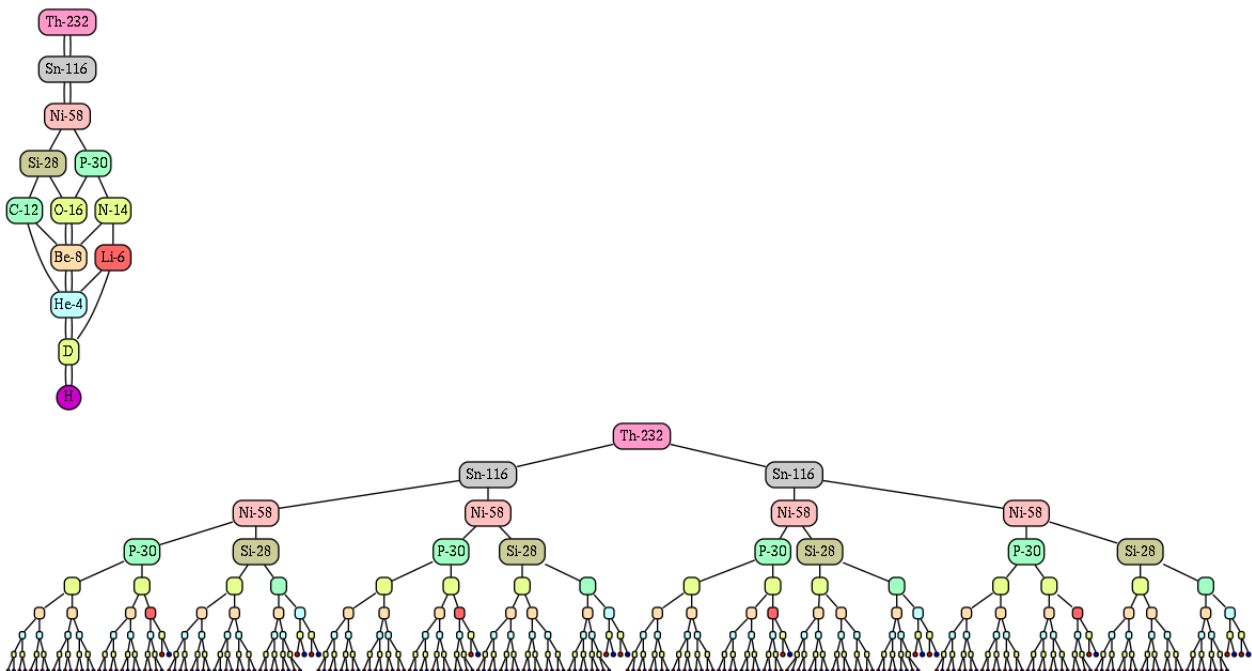 Th-232
Sn-116
Ni-58
Si-28 P-30
C-12 O-16 N-14
Be-8 Li-6
He-4
D
H
Th-232
Sn-116 Sn-116
Ni-58 Ni-58 Ni-58 Ni-58
P-30 Si-28 P-30 Si-28 P-30 Si-28 P-30 Si-28